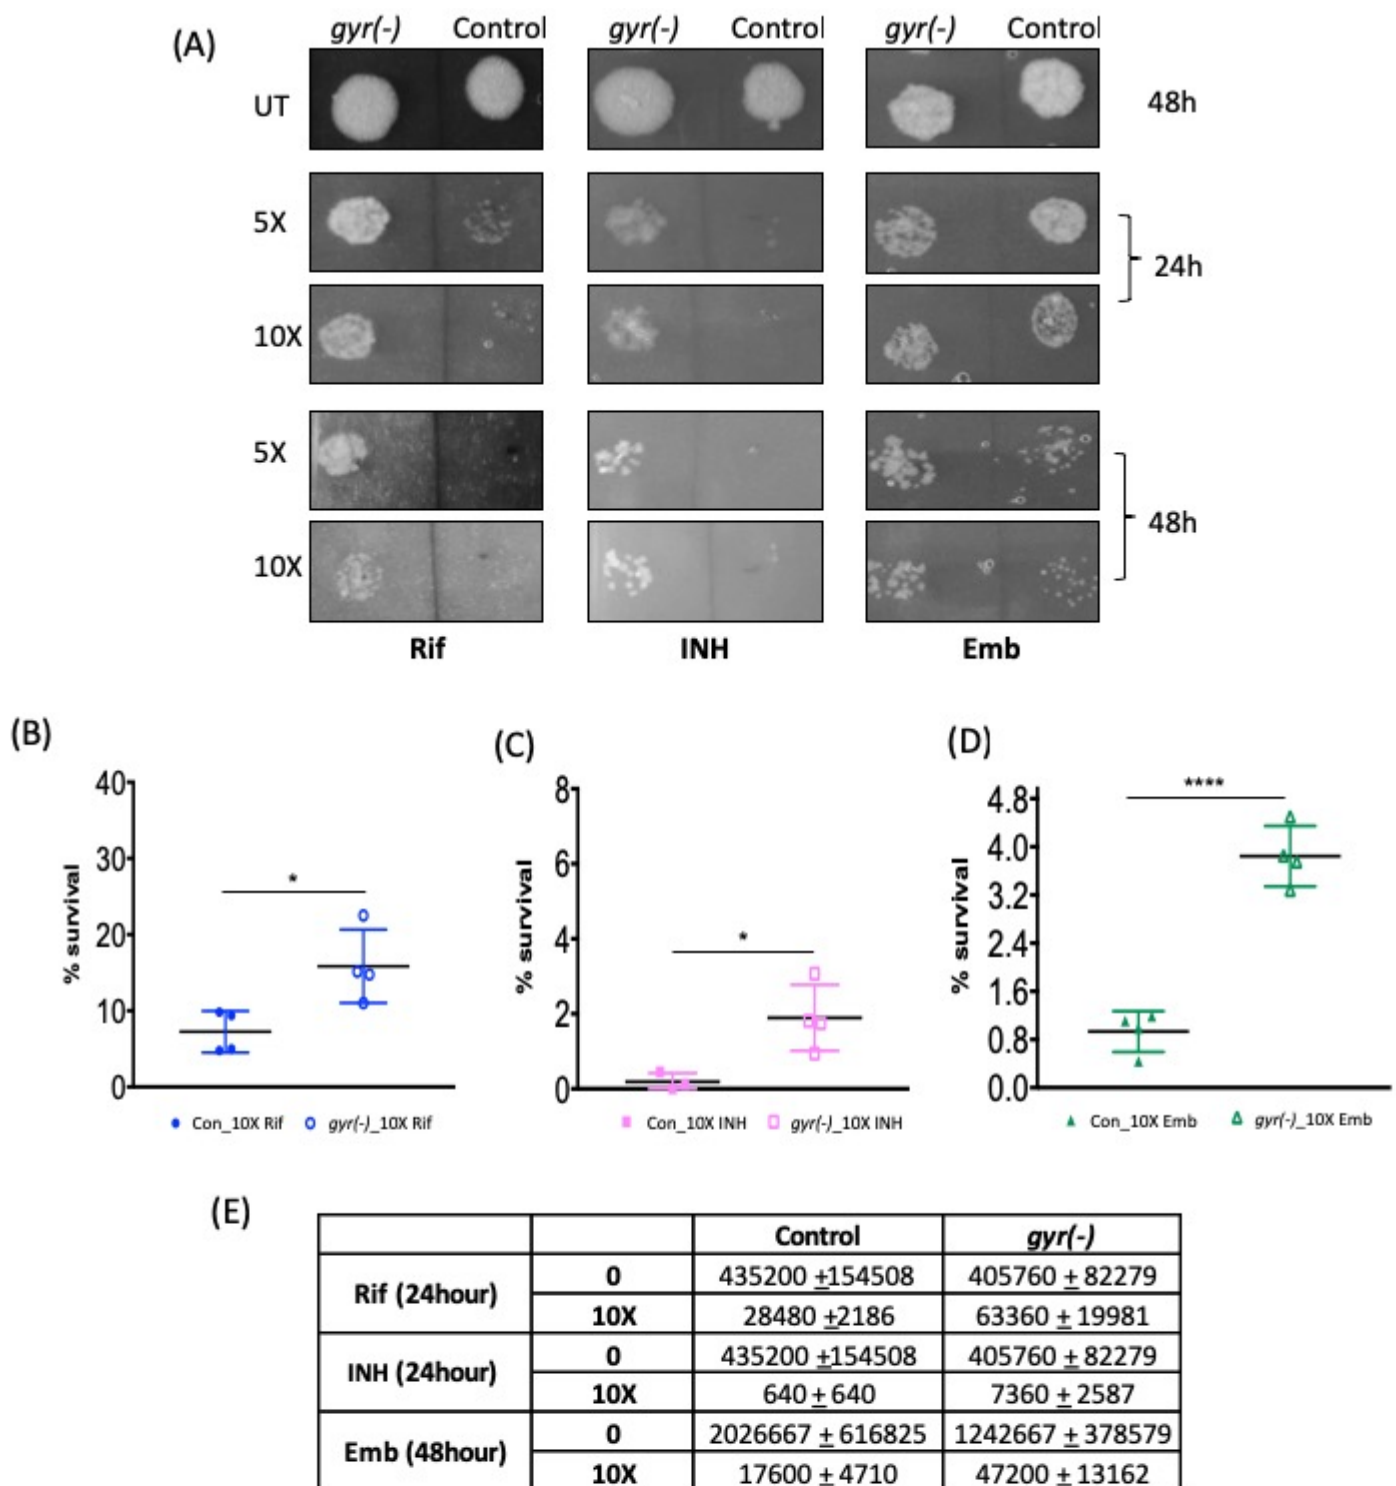 (A)
gyr(-) Control gyr(-) Control gyr(-) Control
UT 48h
5X
24h
10X
5X
48h
10X
Rif INH Emb
(B) (C) (D)
40 30 20 10 0
% survival
*
Con_10X Rif gyr(-)_10X Rif
8 6 4 2 0
% survival
*
Con_10X INH gyr(-)_10X INH
4.8 4.0 3.2 2.4 1.6 0.8 0.0
% survival
****
Con_10X Emb gyr(-)_10X Emb
(E)
Control gyr(-)
Rif (24hour) 0 435200 ±154508 405760 ± 82279
10X 28480 ±2186 63360 ± 19981
INH (24hour) 0 435200 ±154508 405760 ± 82279
10X 640 ± 640 7360 ± 2587
Emb (48hour) 0 2026667 ± 616825 1242667 ± 378579
10X 17600 ± 4710 47200 ± 13162